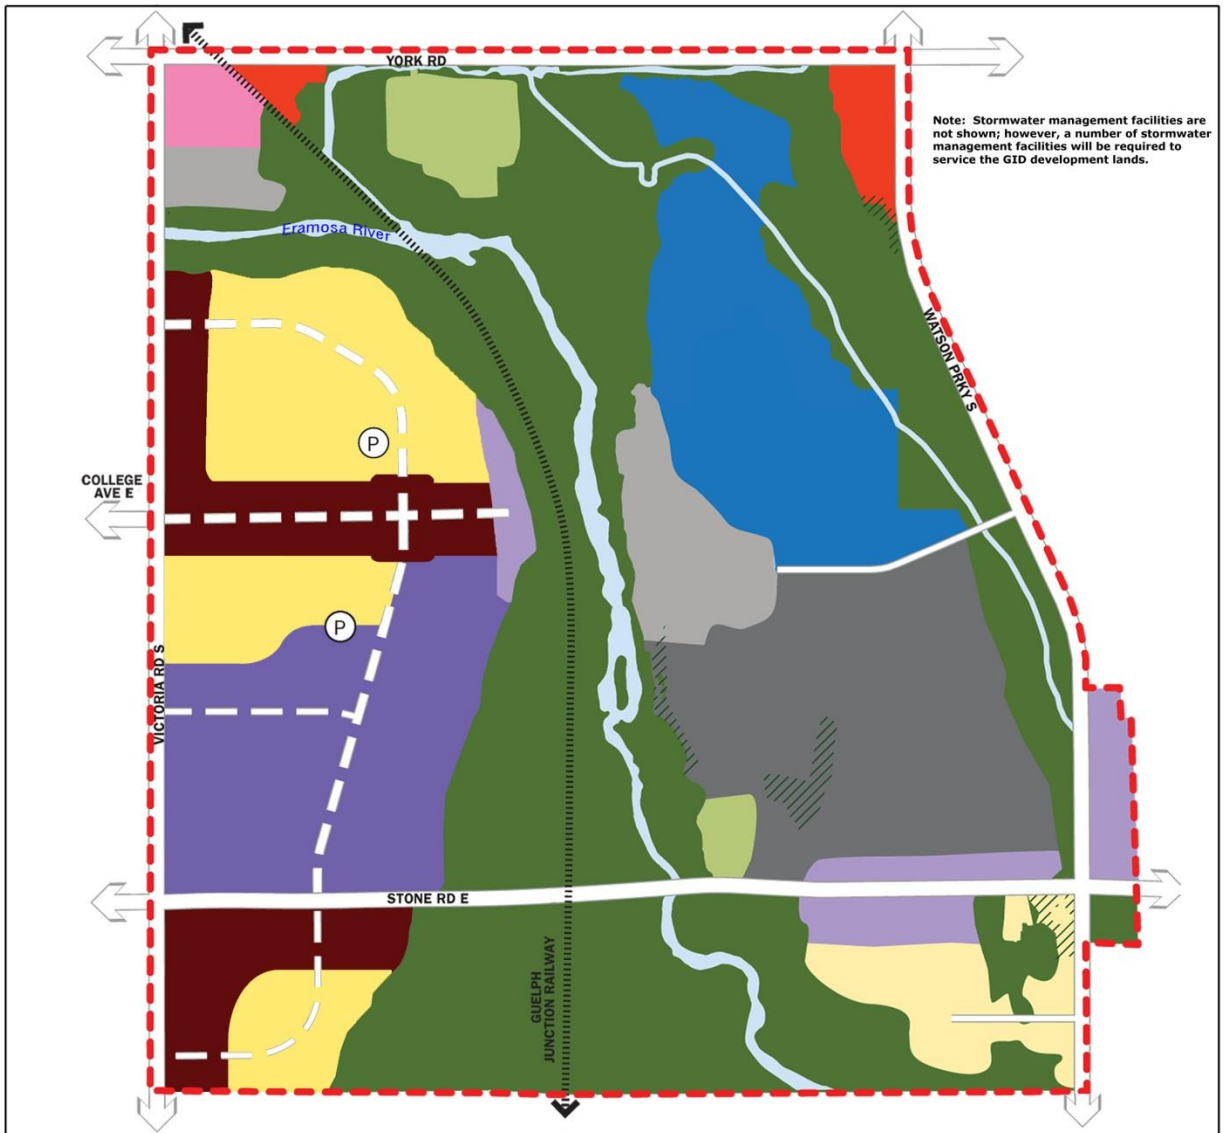 YORK RD
Note: Stormwater management facilities are
not shown; however, a number of stormwater
management facilities will be required to
service the GID development lands.
Eramosa River
WATSON PRKY S
P
COLLEGE
AVE E
P
VICTORIA RD S
STONE RD E
GUELPH
JUNCTION RAILWAY